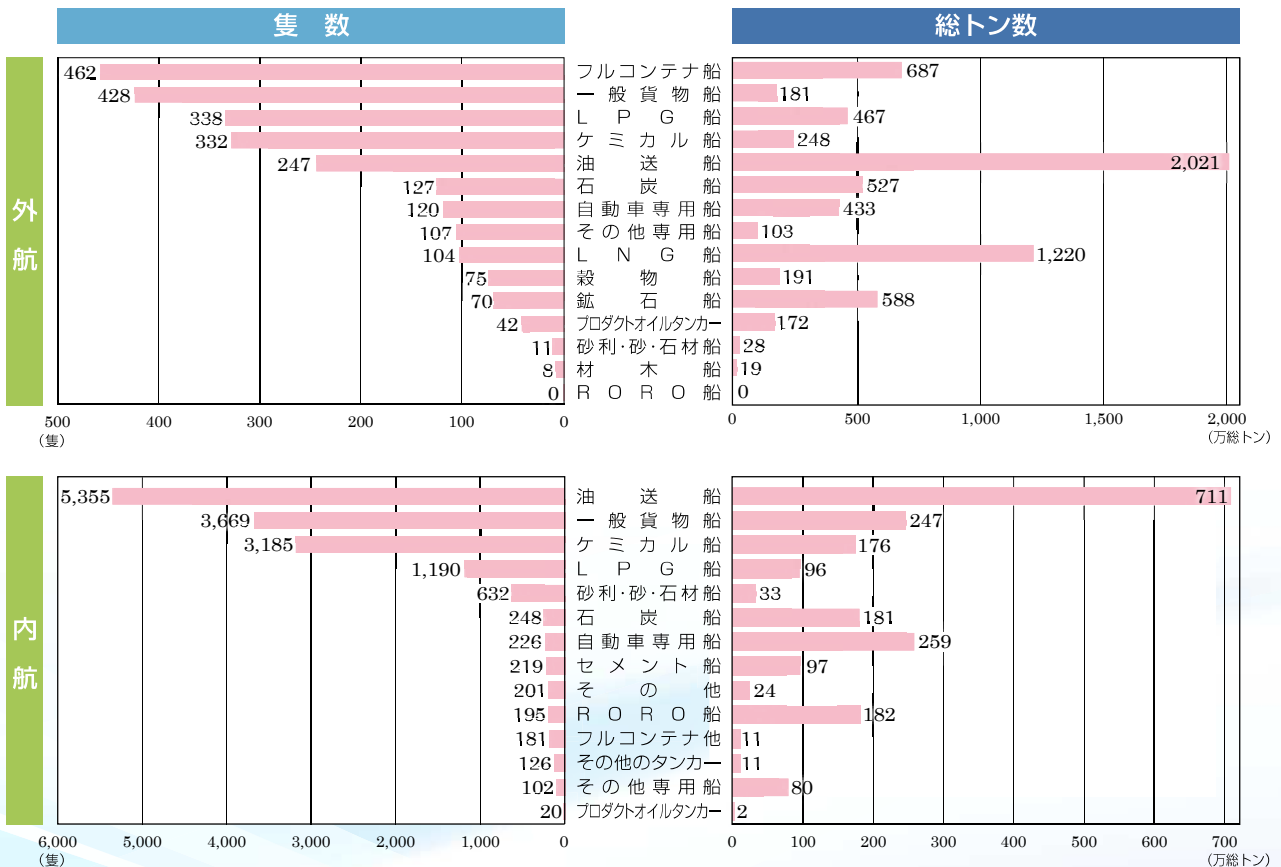 隻数 総トン数
外航
462 フルコンテナ船 687
428 一般貨物船 181
338 LPG船 467
332 ケミカル船 248
247 油送船 2,021
127 石炭船 527
120 自動車専用船 433
107 その他専用船 103
104 LNG船 1,220
75 穀物船 191
70 鉱石船 588
42 プロダクトオイルタンカー 172
11 砂利・砂・石材船 28
8 材木船 19
0 RORO船 0
500 400 300 200 100 0 0 500 1,000 1,500 2,000
(隻) (万総トン)
内航
5,355 油送船 711
3,669 一般貨物船 247
3,185 ケミカル船 176
1,190 LPG船 96
632 砂利・砂・石材船 33
248 石炭船 181
226 自動車専用船 259
219 セメント船 97
201 その他 24
195 RORO船 182
181 フルコンテナ他 11
126 その他のタンカー 11
102 その他専用船 80
20 プロダクトオイルタンカー 2
6,000 5,000 4,000 3,000 2,000 1,000 0 0 100 200 300 400 500 600 700
(隻) (万総トン)